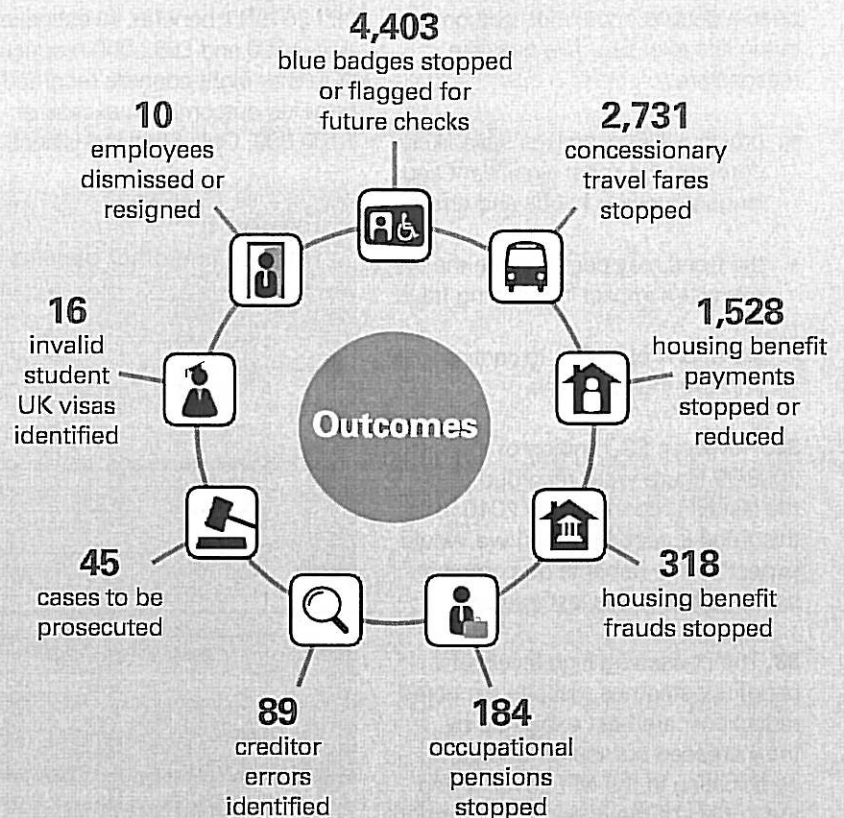 4,403
blue badges stopped
or flagged for
future checks
2,731
concessionary
travel fares
stopped
1,528
housing benefit
payments
stopped or
reduced
318
housing benefit
frauds stopped
184
occupational
pensions
stopped
89
creditor
errors
identified
45
cases to be
prosecuted
16
invalid
student
UK visas
identified
10
employees
dismissed or
resigned
Outcomes